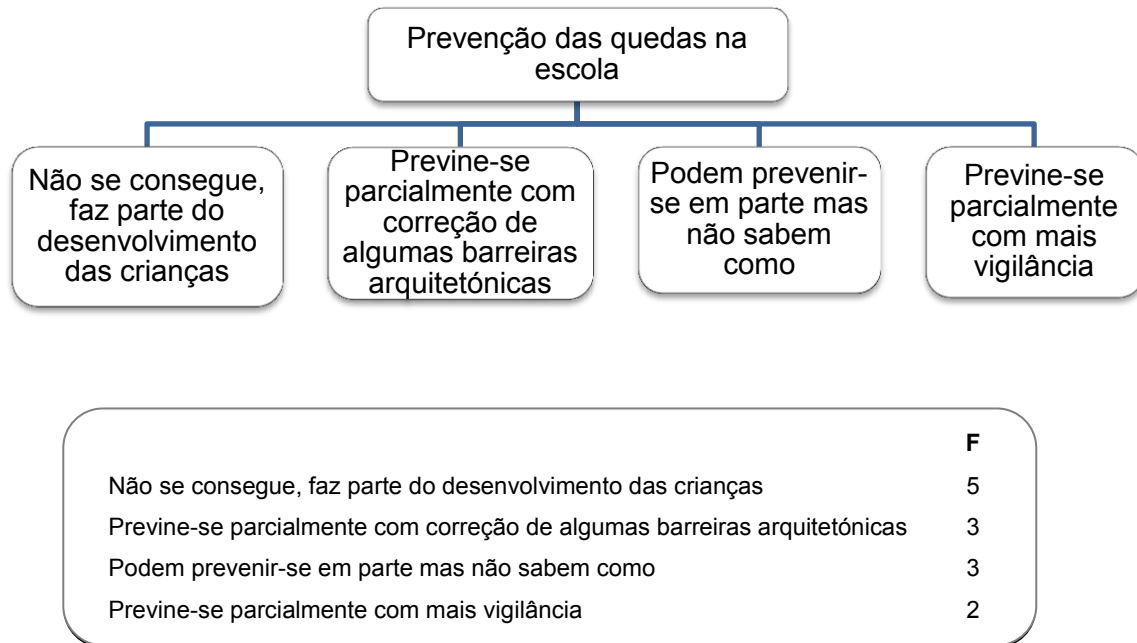 Prevenção das quedas na
escola
Não se consegue,
faz parte do
desenvolvimento
das crianças
Previne-se
parcialmente com
correção de
algumas barreiras
arquitetónicas
Podem prevenir-
se em parte mas
não sabem
como
Previne-se
parcialmente
com mais
vigilância
F
Não se consegue, faz parte do desenvolvimento das crianças 5
Previne-se parcialmente com correção de algumas barreiras arquitetónicas 3
Podem prevenir-se em parte mas não sabem como 3
Previne-se parcialmente com mais vigilância 2